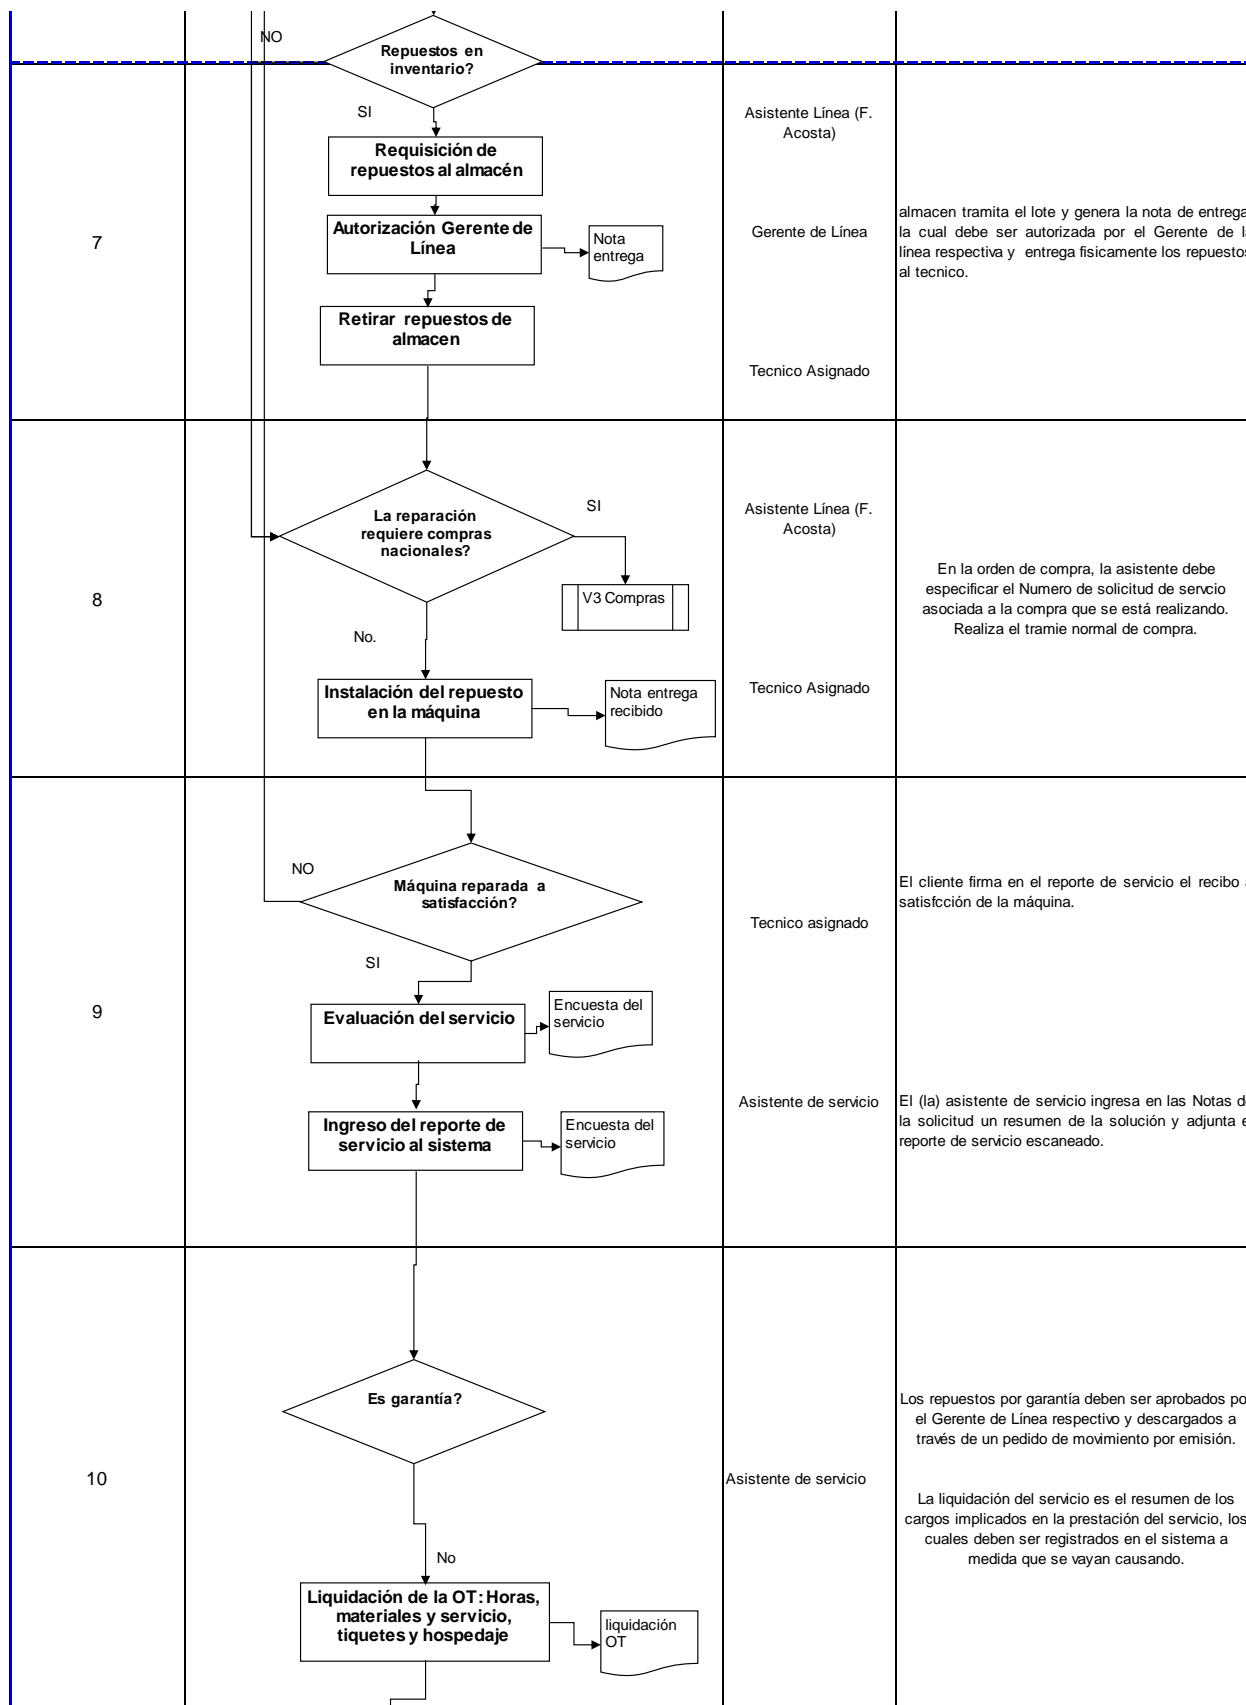 NO
Repuestos en
inventario?
SI
Asistente Línea (F.
Acosta)
Requisición de
repuestos al almacén
7
Autorización Gerente de
Línea
Nota
entrega
Gerente de Línea
almacen tramita el lote y genera la nota de entrega
la cual debe ser autorizada por el Gerente de
línea respectiva y entrega fisicamente los repuestos
al tecnico.
Retirar repuestos de
almacen
Tecnico Asignado
8
La reparación
requiere compras
nacionales?
SI
Asistente Línea (F.
Acosta)
V3 Compras
En la orden de compra, la asistente debe
especificar el Numero de solicitud de servcio
asociada a la compra que se está realizando.
Realiza el tramie normal de compra.
No.
Instalación del repuesto
en la máquina
Nota entrega
recibido
Tecnico Asignado
NO
Máquina reparada a
satisfacción?
Tecnico asignado
El cliente firma en el reporte de servicio el recibo
satisfcción de la máquina.
SI
9
Evaluación del servicio
Encuesta del
servicio
Ingreso del reporte de
servicio al sistema
Encuesta del
servicio
Asistente de servicio
El (la) asistente de servicio ingresa en las Notas
la solicitud un resumen de la solución y adjunta
reporte de servicio escaneado.
10
Es garantía?
Asistente de servicio
Los repuestos por garantía deben ser aprobados
el Gerente de Línea respectivo y descargados a
través de un pedido de movimiento por emisión.
La liquidación del servicio es el resumen de los
cargos implicados en la prestación del servicio, los
cuales deben ser registrados en el sistema a
medida que se vayan causando.
No
Liquidación de la OT: Horas,
materiales y servicio,
tiquetes y hospedaje
liquidación
OT